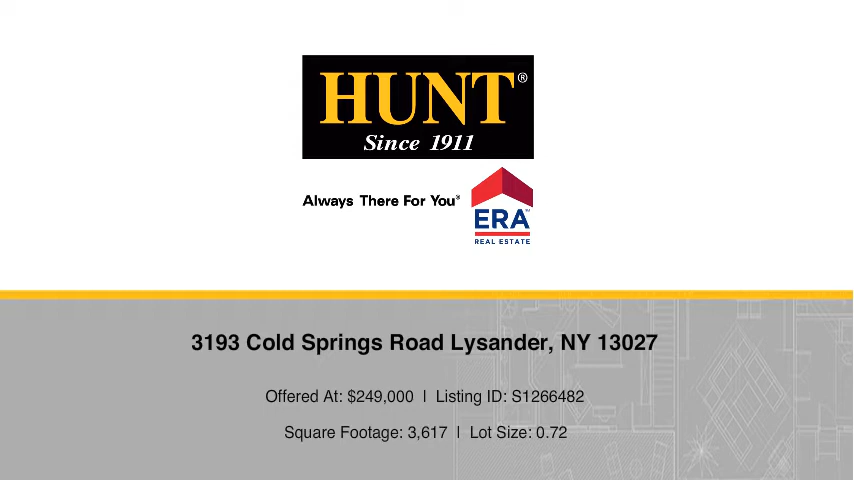 HUNT®
Since 1911
Always There For You®
ERA™
REAL ESTATE
3193 Cold Springs Road Lysander, NY 13027
Offered At: $249,000 | Listing ID: S1266482
Square Footage: 3,617 | Lot Size: 0.72